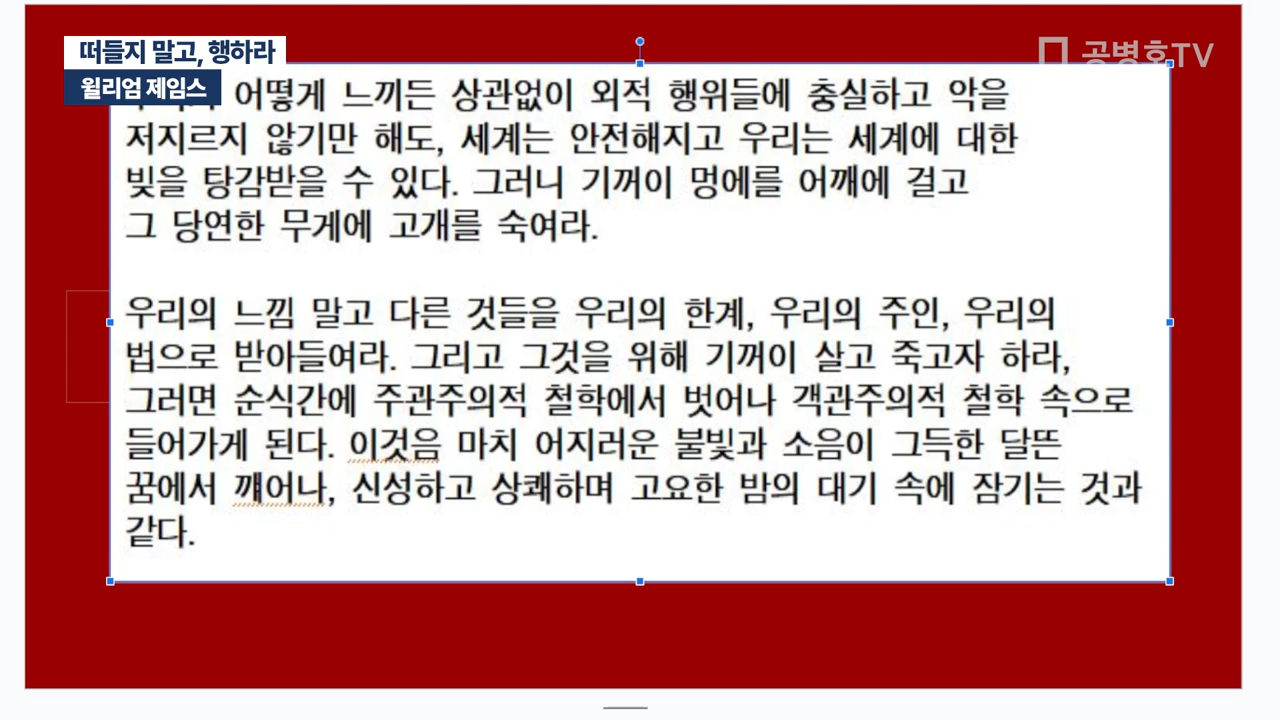 떠들지 말고, 행하라
윌리엄 제임스
공병호TV
어떻게 느끼든 상관없이 외적 행위들에 충실하고 악을
저지르지 않기만 해도, 세계는 안전해지고 우리는 세계에 대한
빚을 탕감받을 수 있다. 그러니 기꺼이 멍에를 어깨에 걸고
그 당연한 무게에 고개를 숙여라.
우리의 느낌 말고 다른 것들을 우리의 한계, 우리의 주인, 우리의
법으로 받아들여라. 그리고 그것을 위해 기꺼이 살고 죽고자 하라,
그러면 순식간에 주관주의적 철학에서 벗어나 객관주의적 철학 속으로
들어가게 된다. 이것음 마치 어지러운 불빛과 소음이 그득한 달뜬
꿈에서 꺠어나, 신성하고 상쾌하며 고요한 밤의 대기 속에 잠기는 것과
같다.